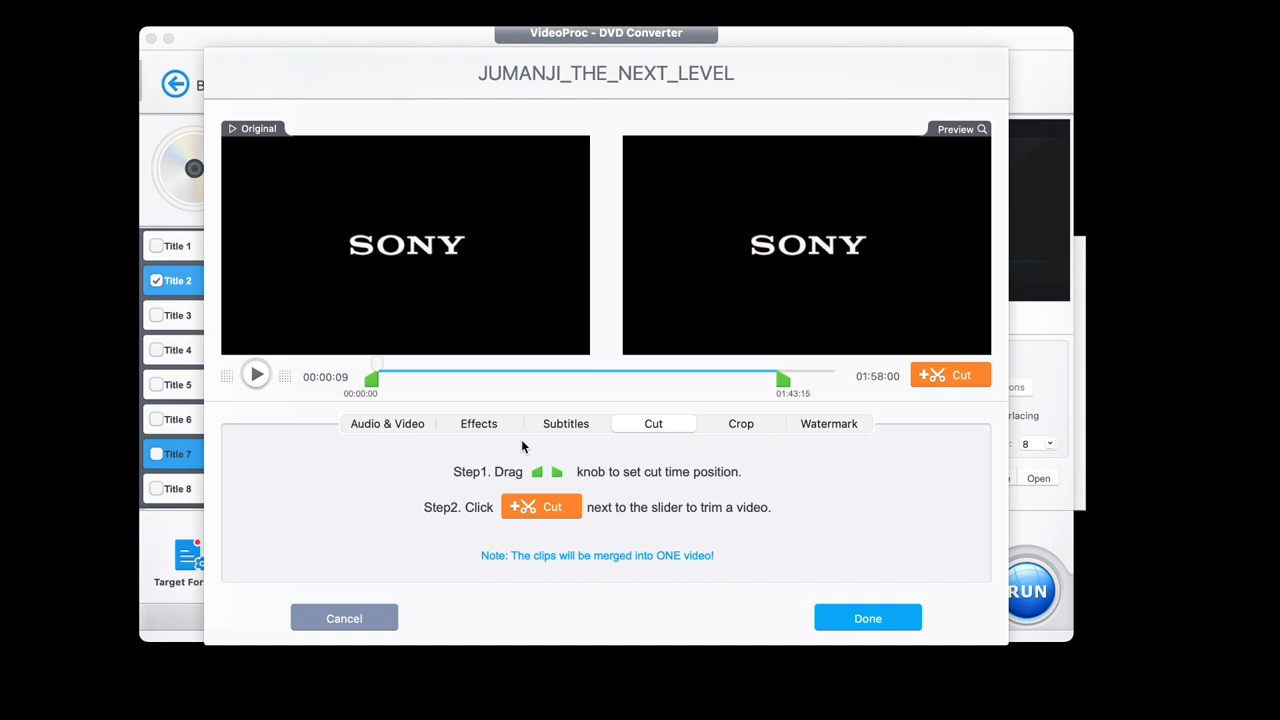 VideoProc - DVD Converter
JUMANJI_THE_NEXT_LEVEL
B
Original
Preview
SONY
SONY
Title 1
Title 2
Title 3
Title 4
Title 5
Title 6
Title 7
Title 8
00:00:09
00:00:00
01:43:15
01:58:00
Cut
Audio & Video
Effects
Subtitles
Cut
Crop
Watermark
Step1. Drag knob to set cut time position.
Step2. Click Cut next to the slider to trim a video.
Note: The clips will be merged into ONE video!
ons
rlacing
: 8
Open
Target For
RUN
Cancel
Done